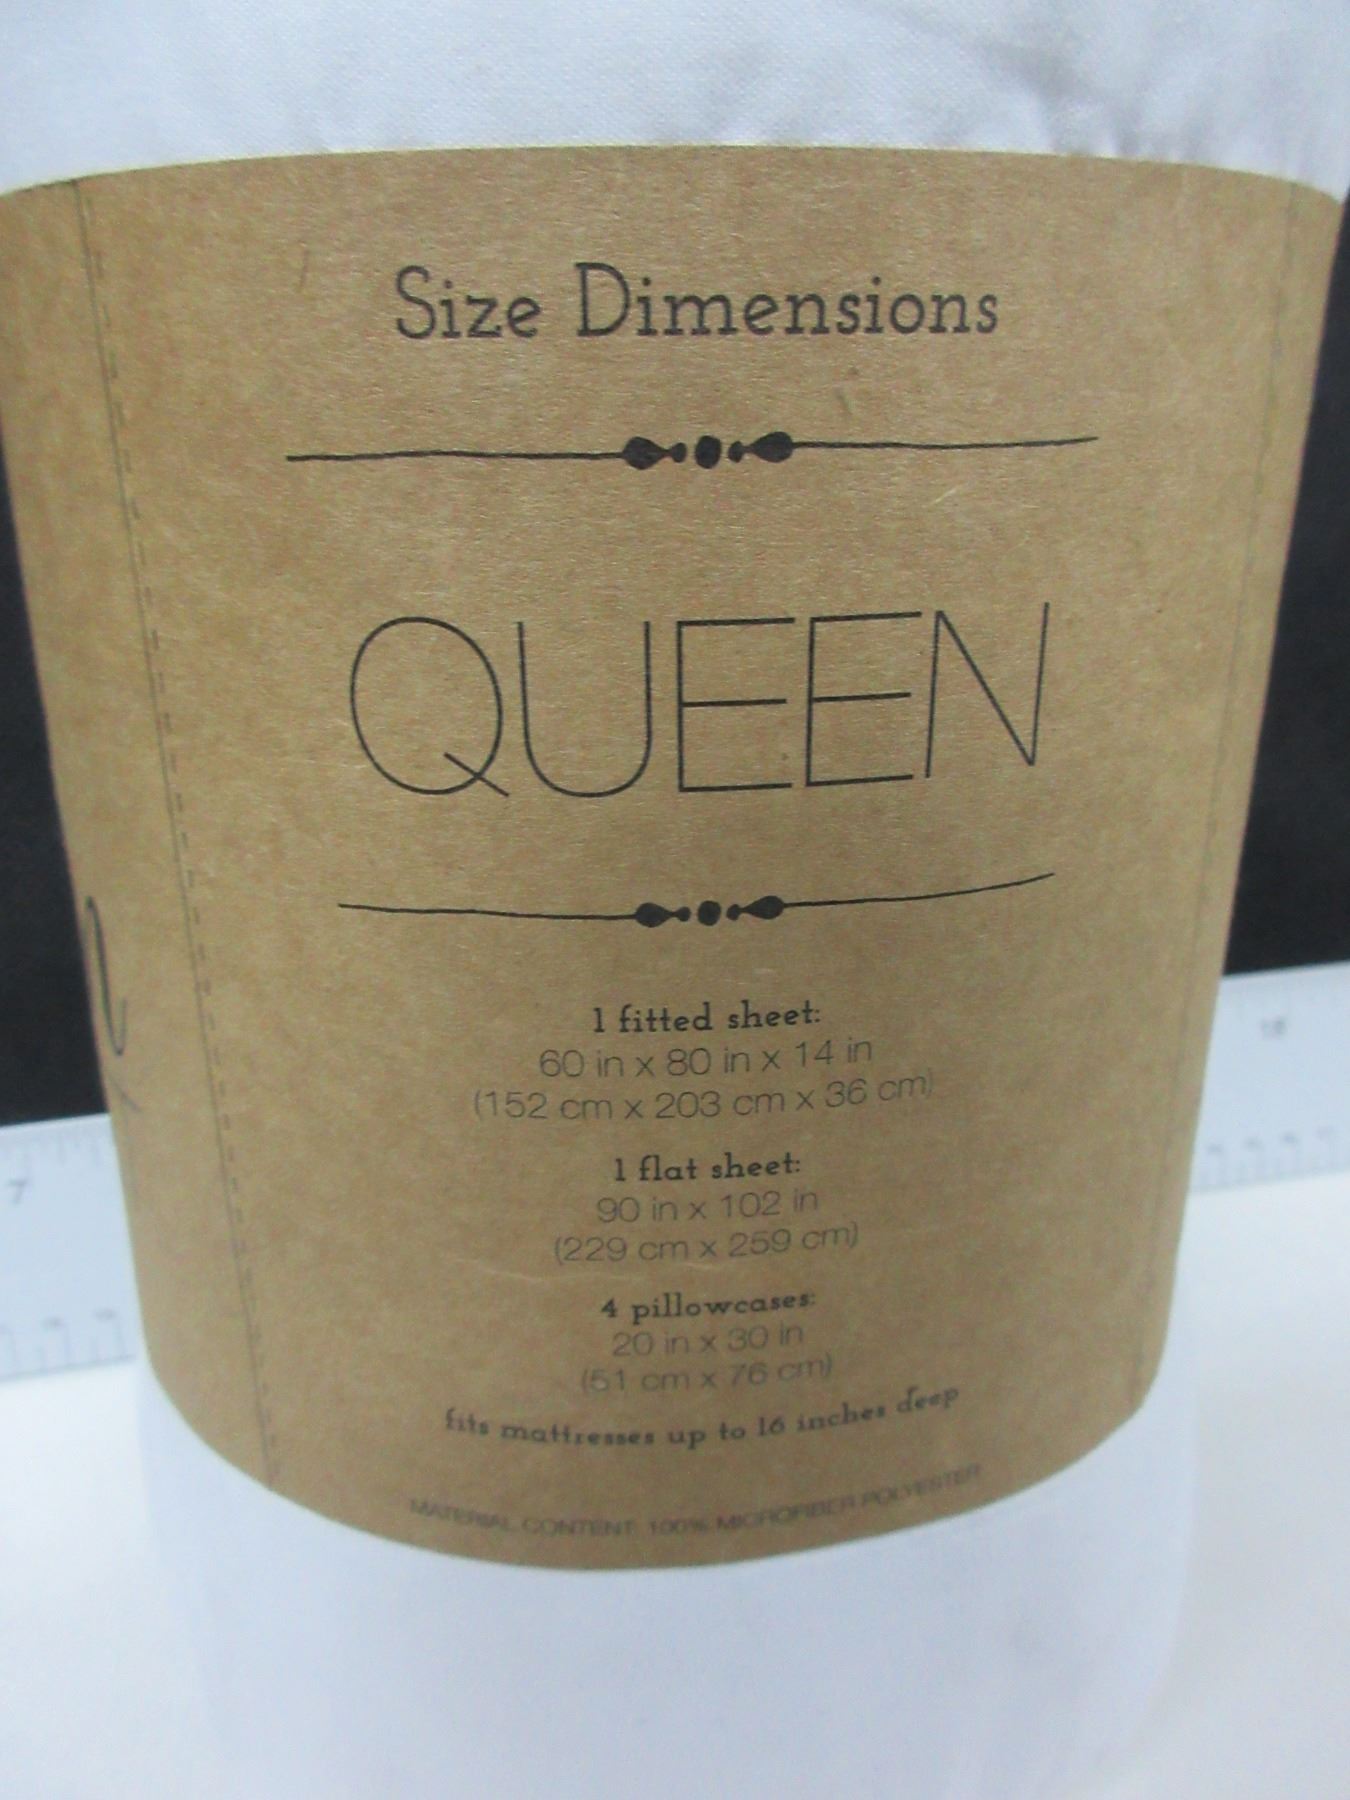 Size Dimensions
QUEEN
1 fitted sheet:
60 in x 80 in x 14 in
(152 cm x 203 cm x 36 cm)
1 flat sheet:
90 in x 102 in
(229 cm x 259 cm)
4 pillowcases:
20 in x 30 in
(51 cm x 76 cm)
fits mattresses up to 16 inches deep
MATERIAL CONTENT: 100% MICROFIBER POLYESTER
7